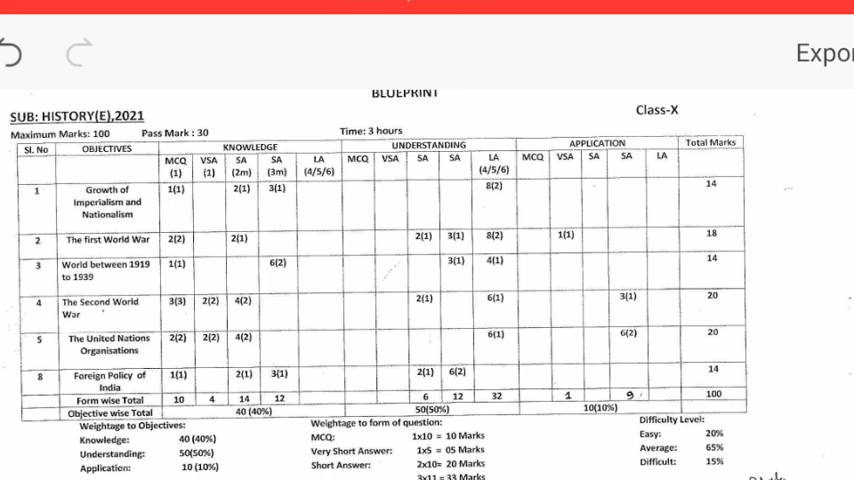 Expor
BLUEPRINT
SUB: HISTORY(E),2021
Class-X
Maximum Marks: 100 Pass Mark : 30 Time: 3 hours
Sl. No OBJECTIVES KNOWLEDGE UNDERSTANDING APPLICATION Total Marks
MCQ (1) VSA (1) SA (2m) SA (3m) LA (4/5/6) MCQ VSA SA SA LA (4/5/6) MCQ VSA SA SA LA
1 Growth of Imperialism and Nationalism 1(1) 2(1) 3(1) 8(2) 14
2 The first World War 2(2) 2(1) 2(1) 3(1) 8(2) 1(1) 18
3 World between 1919 to 1939 1(1) 6(2) 3(1) 4(1) 14
4 The Second World War 3(3) 2(2) 4(2) 2(1) 6(1) 3(1) 20
5 The United Nations Organisations 2(2) 2(2) 4(2) 6(1) 6(2) 20
8 Foreign Policy of India 1(1) 2(1) 3(1) 2(1) 6(2) 14
Form wise Total 10 4 14 12 6 12 32 1 9 100
Objective wise Total 40 (40%) 50(50%) 10(10%)
Weightage to Objectives:
Knowledge: 40 (40%)
Understanding: 50(50%)
Application: 10 (10%)
Weightage to form of question:
MCQ: 1x10 = 10 Marks
Very Short Answer: 1x5 = 05 Marks
Short Answer: 2x10= 20 Marks
3x11 = 33 Marks
Difficulty Level:
Easy: 20%
Average: 65%
Difficult: 15%